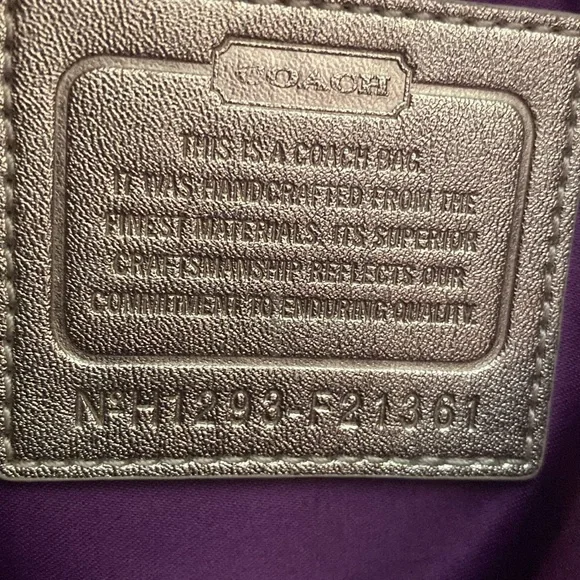 COACH
THIS IS A COACH BAG.
IT WAS HANDCRAFTED FROM THE
FINEST MATERIALS. ITS SUPERIOR
CRAFTSMANSHIP REFLECTS OUR
COMMITMENT TO ENDURING QUALITY.
Nº H1293-F21361